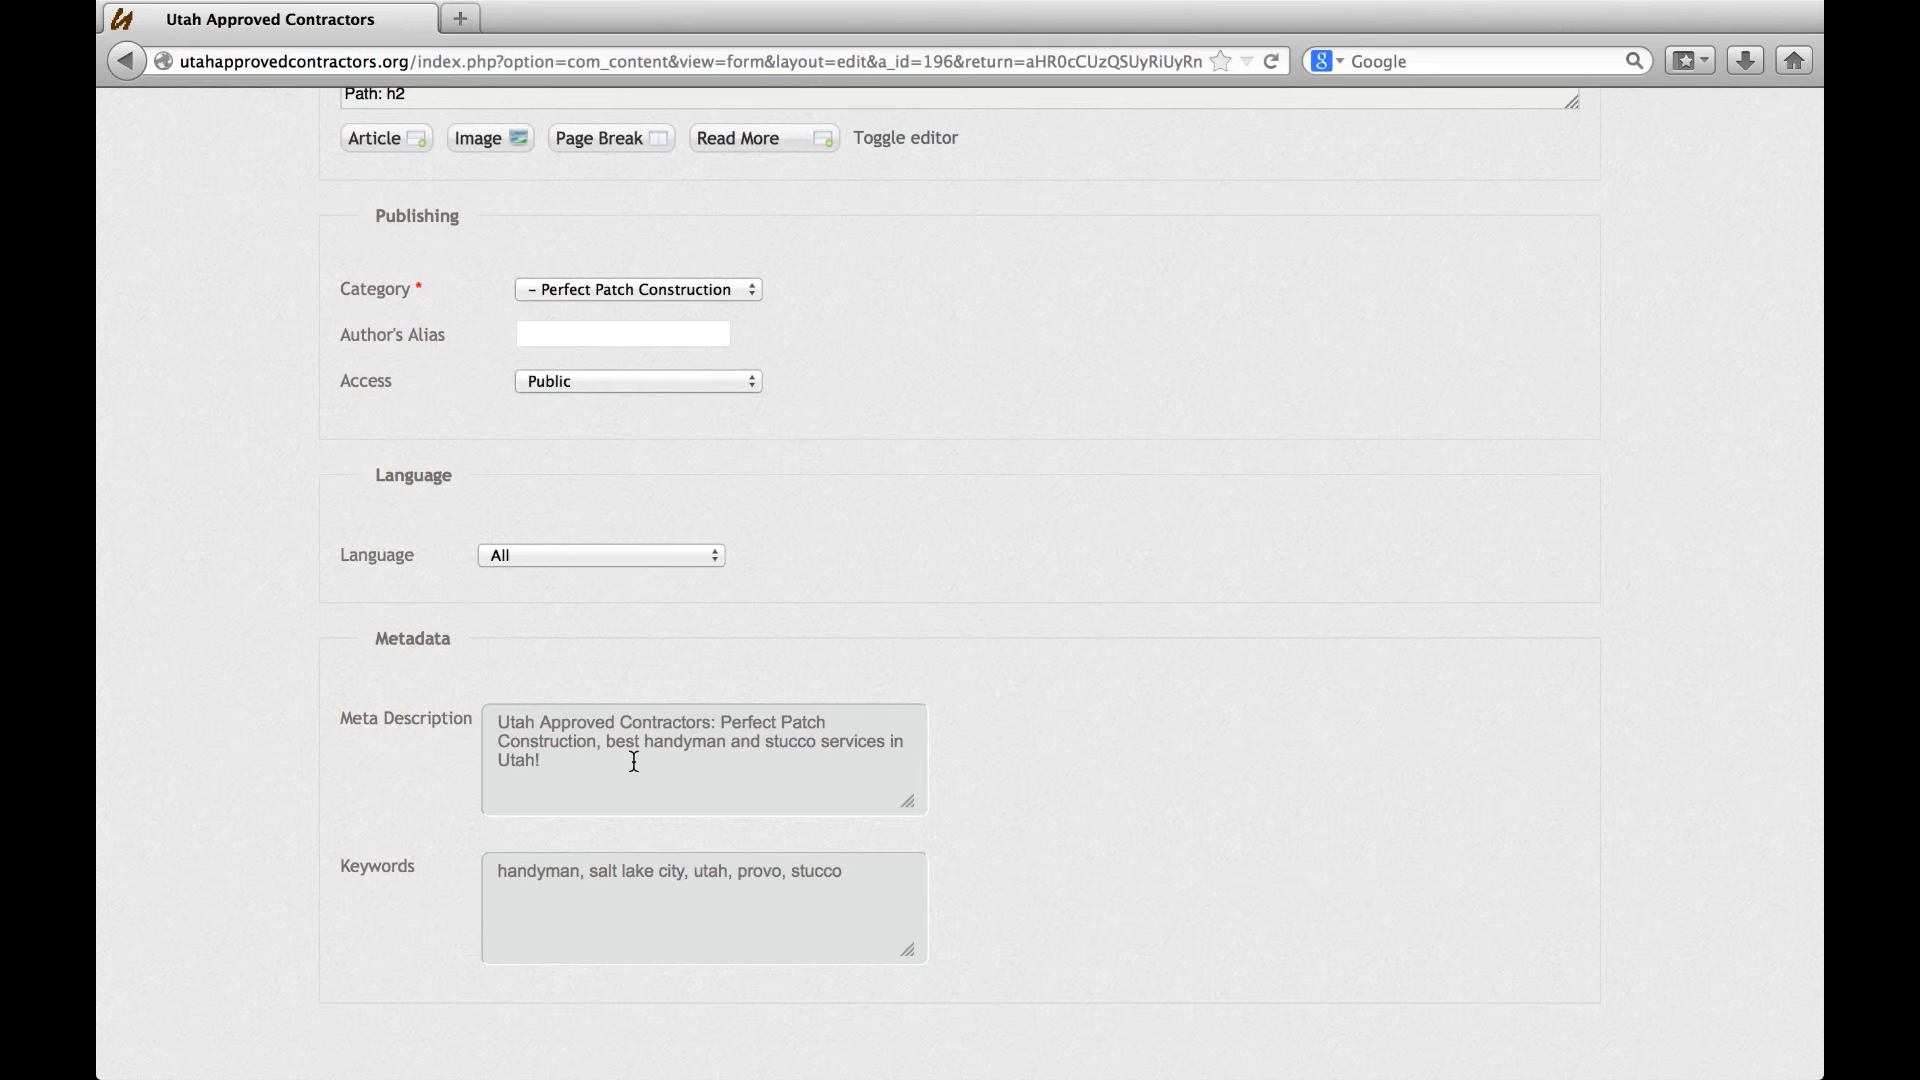 Utah Approved Contractors
utahapprovedcontractors.org/index.php?option=com_content&view=form&layout=edit&a_id=196&return=aHR0cCUzQSUyRiUyRn
Google
Path: h2
Article
Image
Page Break
Read More
Toggle editor
Publishing
Category *
– Perfect Patch Construction
Author's Alias
Access
Public
Language
Language
All
Metadata
Meta Description
Utah Approved Contractors: Perfect Patch
Construction, best handyman and stucco services in
Utah!
Keywords
handyman, salt lake city, utah, provo, stucco